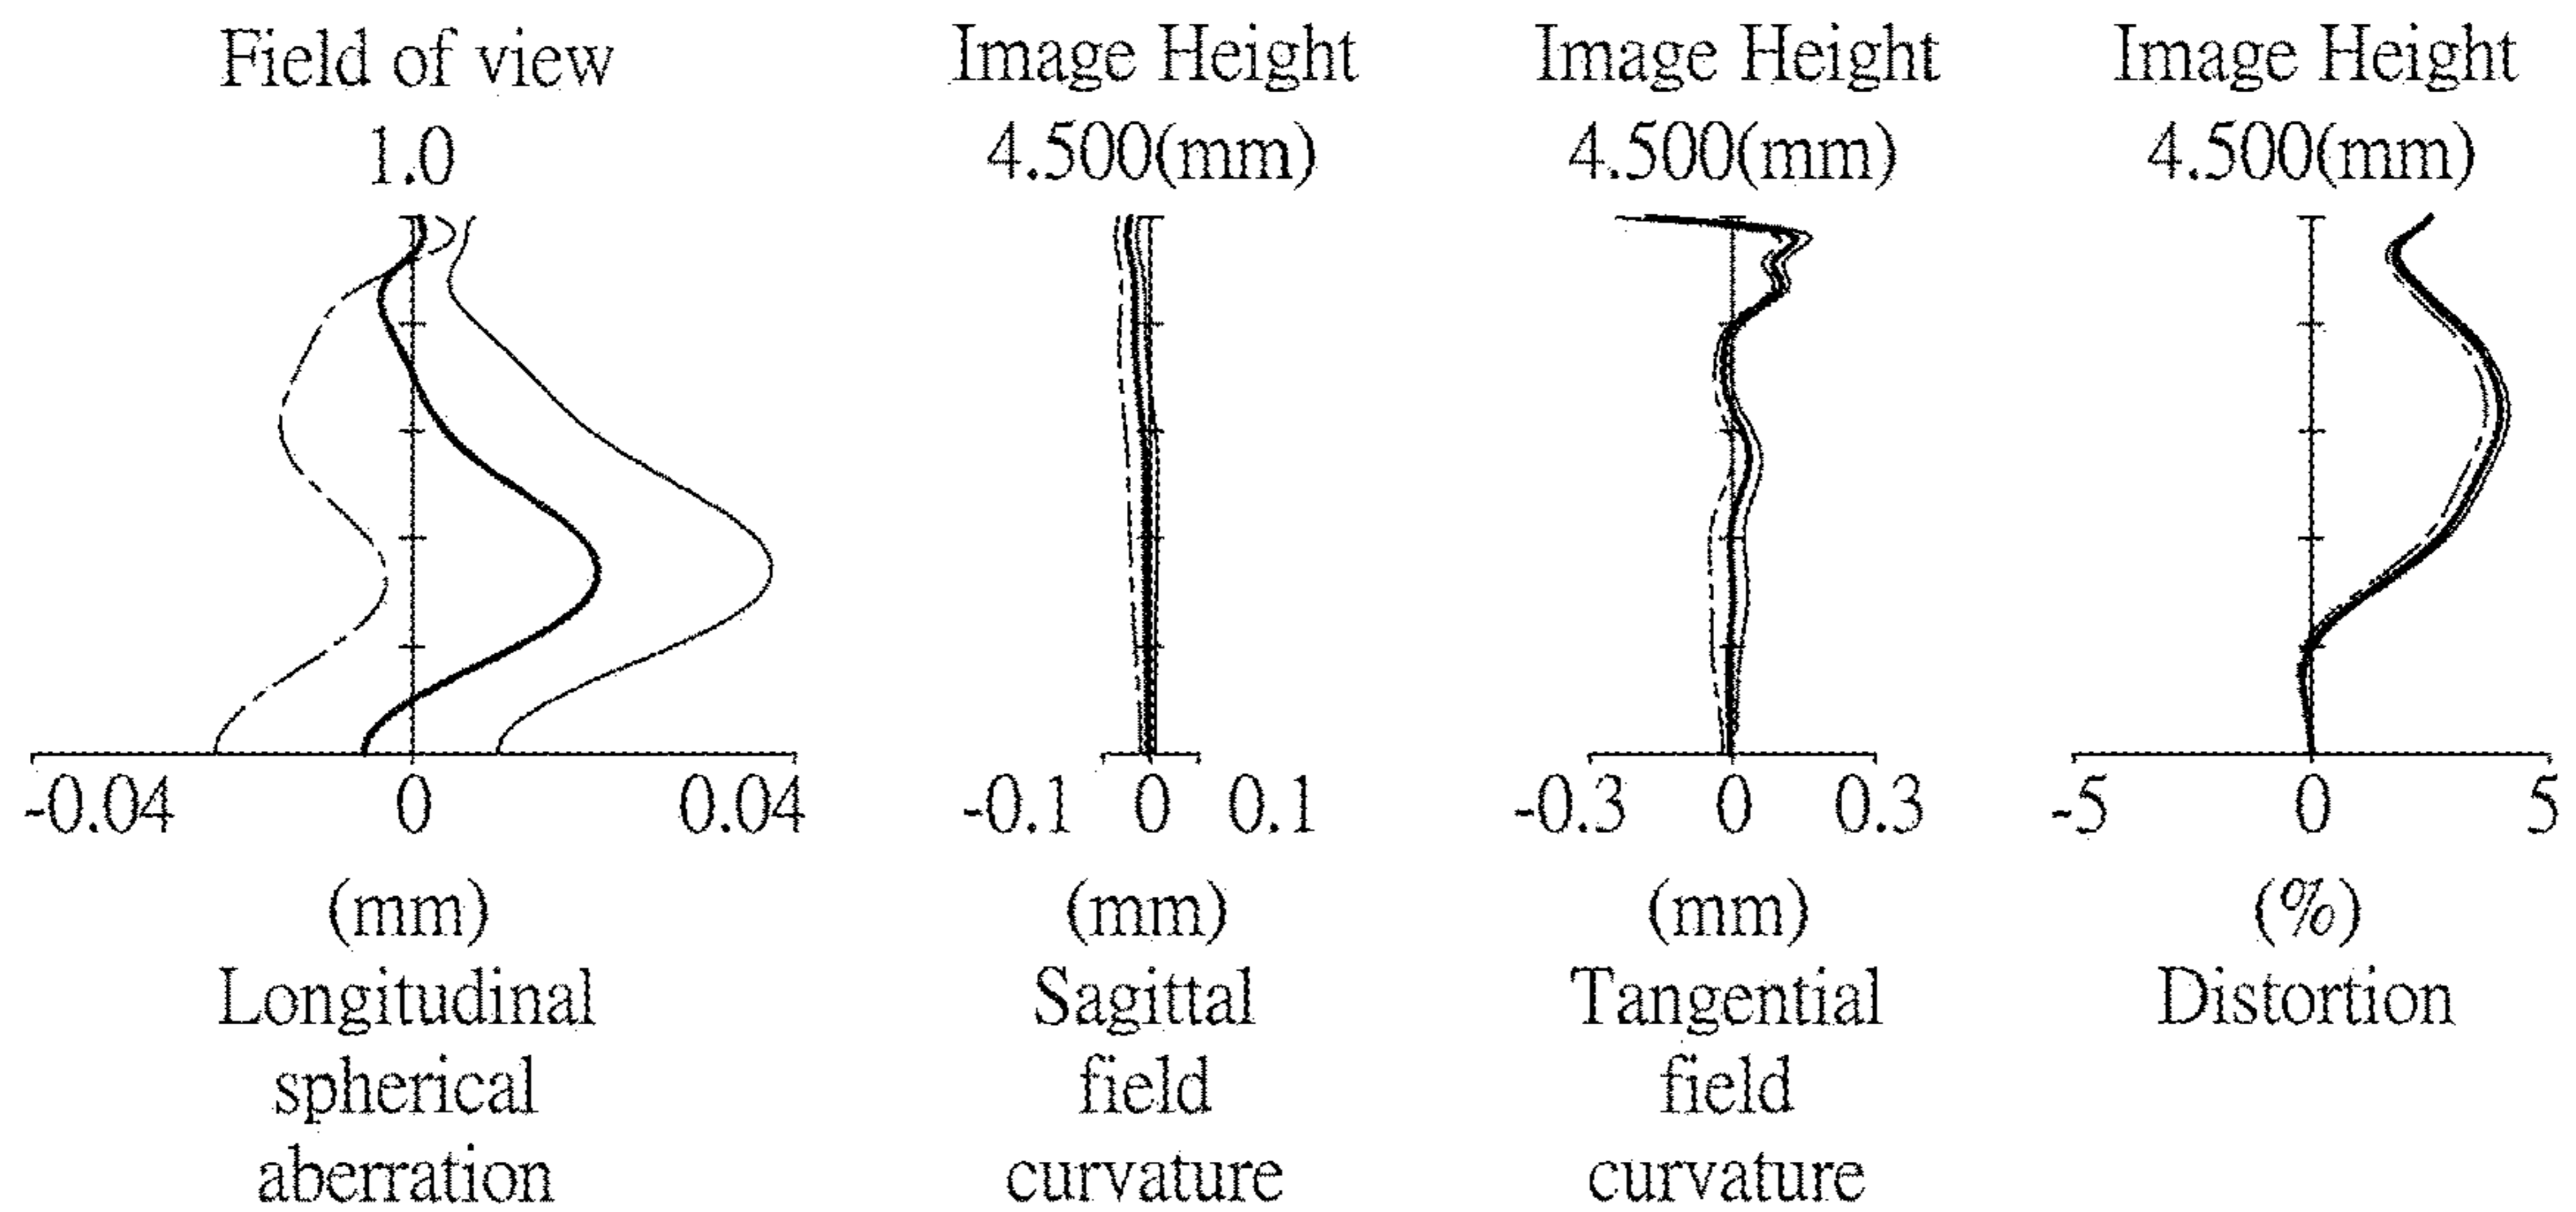 Field of view
1.0
-0.04 0 0.04
(mm)
Longitudinal
spherical
aberration
Image Height
4.500(mm)
-0.1 0 0.1
(mm)
Sagittal
field
curvature
Image Height
4.500(mm)
-0.3 0 0.3
(mm)
Tangential
field
curvature
Image Height
4.500(mm)
-5 0 5
(%)
Distortion